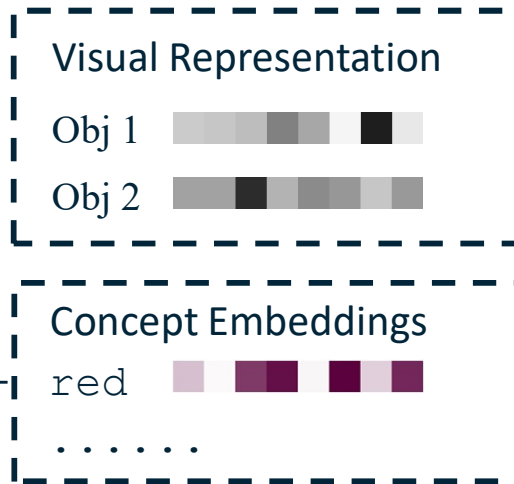 Visual Representation
Obj 1
Obj 2
Concept Embeddings
red
......